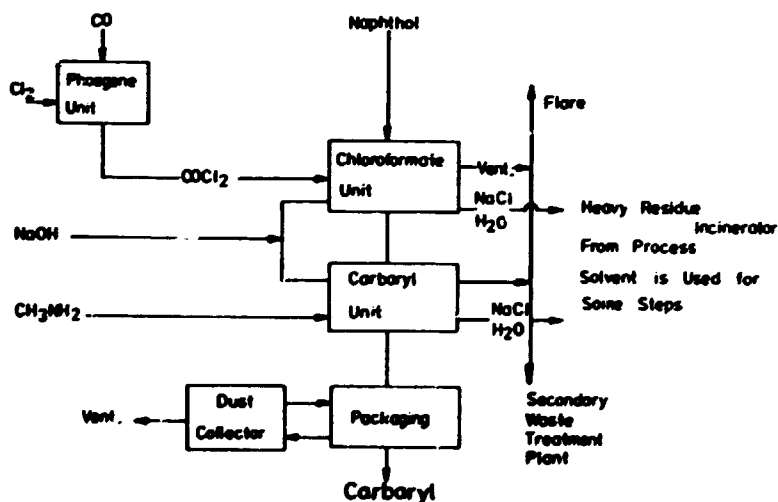 CO
Naphthol
Cl₂
Phosgene
Unit
Flare
COCl₂
Chloroformate
Unit
Vent.
NaCl
H₂O
Heavy Residue
Incinerator
From Process
Solvent is Used for
Some Steps
NaOH
Carbaryl
Unit
CH₃NH₂
NaCl
H₂O
Vent.
Dust
Collector
Packaging
Secondary
Waste
Treatment
Plant
Carbaryl